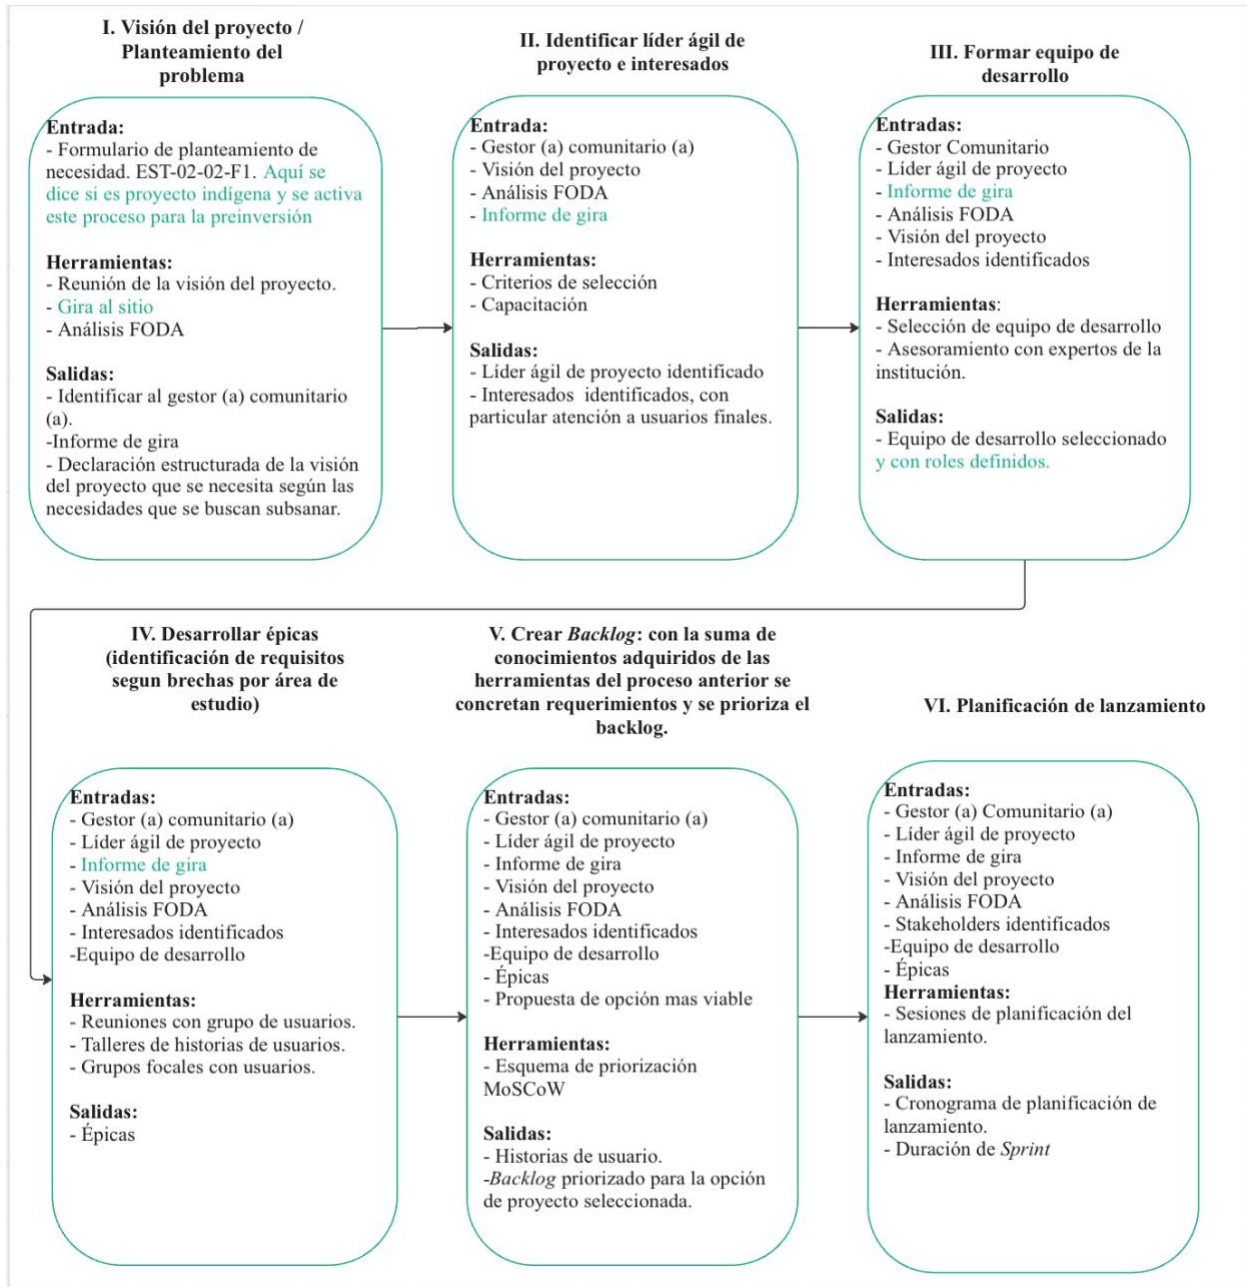 I. Visión del proyecto /
Planteamiento del
problema
Entrada:
- Formulario de planteamiento de
necesidad. EST-02-02-F1. Aquí se
dice si es proyecto indígena y se activa
este proceso para la preinversión
Herramientas:
- Reunión de la visión del proyecto.
- Gira al sitio
- Análisis FODA
Salidas:
- Identificar al gestor (a) comunitario
(a).
-Informe de gira
- Declaración estructurada de la visión
del proyecto que se necesita según las
necesidades que se buscan subsanar.
II. Identificar líder ágil de
proyecto e interesados
Entrada:
- Gestor (a) comunitario (a)
- Visión del proyecto
- Análisis FODA
- Informe de gira
Herramientas:
- Criterios de selección
- Capacitación
Salidas:
- Líder ágil de proyecto identificado
- Interesados identificados, con
particular atención a usuarios finales.
III. Formar equipo de
desarrollo
Entradas:
- Gestor Comunitario
- Líder ágil de proyecto
- Informe de gira
- Análisis FODA
- Visión del proyecto
- Interesados identificados
Herramientas:
- Selección de equipo de desarrollo
- Asesoramiento con expertos de la
institución.
Salidas:
- Equipo de desarrollo seleccionado
y con roles definidos.
IV. Desarrollar épicas
(identificación de requisitos
segun brechas por área de
estudio)
Entradas:
- Gestor (a) comunitario (a)
- Líder ágil de proyecto
- Informe de gira
- Visión del proyecto
- Análisis FODA
- Interesados identificados
-Equipo de desarrollo
Herramientas:
- Reuniones con grupo de usuarios.
- Talleres de historias de usuarios.
- Grupos focales con usuarios.
Salidas:
- Épicas
V. Crear Backlog: con la suma de
conocimientos adquiridos de las
herramientas del proceso anterior se
concretan requerimientos y se prioriza el
backlog.
Entradas:
- Gestor (a) comunitario (a)
- Líder ágil de proyecto
- Informe de gira
- Visión del proyecto
- Análisis FODA
- Interesados identificados
-Equipo de desarrollo
- Épicas
- Propuesta de opción mas viable
Herramientas:
- Esquema de priorización
MoSCoW
Salidas:
- Historias de usuario.
-Backlog priorizado para la opción
de proyecto seleccionada.
VI. Planificación de lanzamiento
Entradas:
- Gestor (a) Comunitario (a)
- Líder ágil de proyecto
- Informe de gira
- Visión del proyecto
- Análisis FODA
- Stakeholders identificados
-Equipo de desarrollo
- Épicas
Herramientas:
- Sesiones de planificación del
lanzamiento.
Salidas:
- Cronograma de planificación de
lanzamiento.
- Duración de Sprint